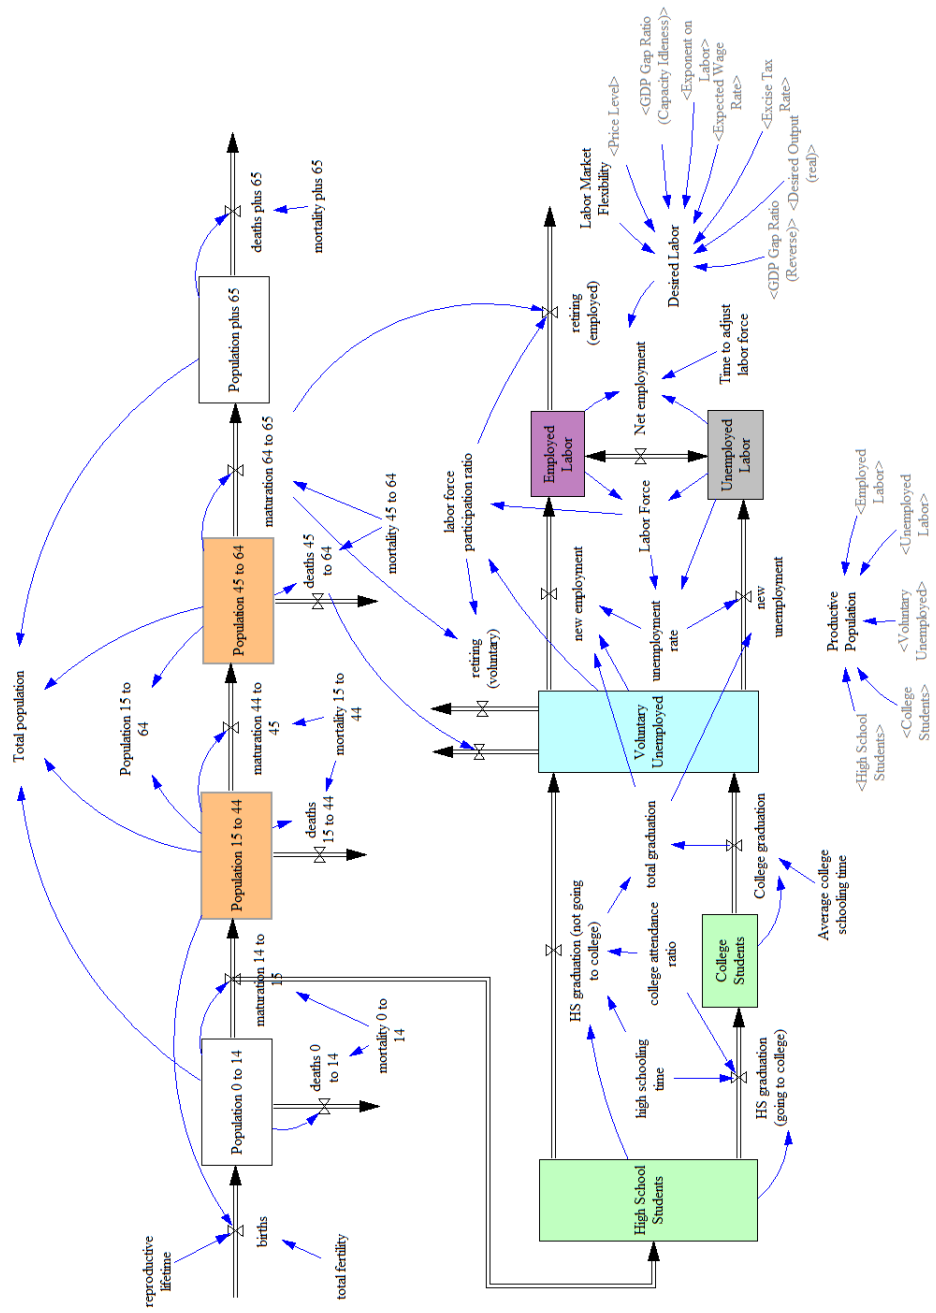 Total population
reproductive
lifetime
births
total fertility
Population 0 to 14
deaths 0
to 14
mortality 0 to
14
maturation 14 to
15
Population 15 to 44
deaths
15 to 44
mortality 15 to
44
maturation 44 to
45
Population 15 to
64
Population 45 to 64
deaths 45
to 64
mortality 45 to 64
maturation 64 to 65
Population plus 65
deaths plus 65
mortality plus 65
High School
Students
HS graduation (not going
to college)
high schooling
time
college attendance
ratio
HS graduation
(going to college)
College
Students
total graduation
College graduation
Average college
schooling time
Voluntary
Unemployed
retiring
(voluntary)
labor force
participation ratio
new employment
unemployment
rate
new
unemployment
Labor Force
Employed
Labor
Unemployed
Labor
Net employment
Time to adjust
labor force
retiring
(employed)
Desired Labor
Labor Market
Flexibility
<Price Level>
<GDP Gap Ratio
(Capacity Idleness)>
<Exponent on
Labor>
<Expected Wage
Rate>
<Excise Tax
Rate>
<Desired Output
(real)>
<GDP Gap Ratio
(Reverse)>
Productive
Population
<High School
Students>
<College
Students>
<Voluntary
Unemployed>
<Unemployed
Labor>
<Employed
Labor>